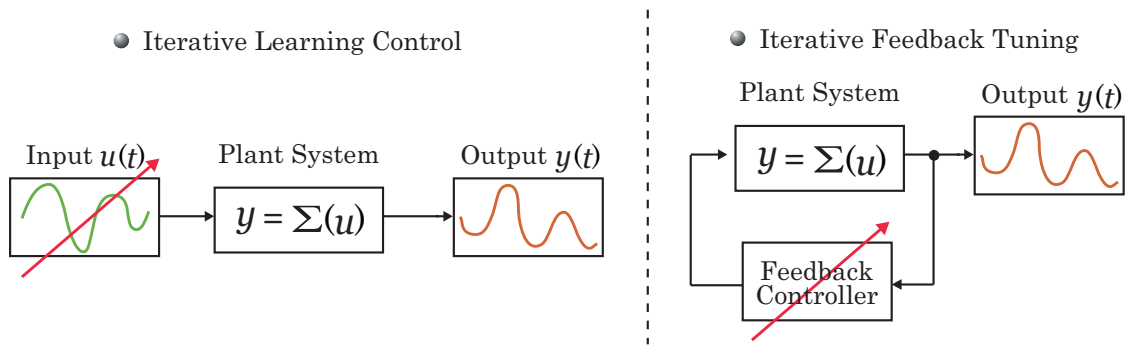 Iterative Learning Control
Input u(t)
Plant System
Output y(t)
y = Σ(u)
Iterative Feedback Tuning
Plant System
Output y(t)
y = Σ(u)
Feedback
Controller